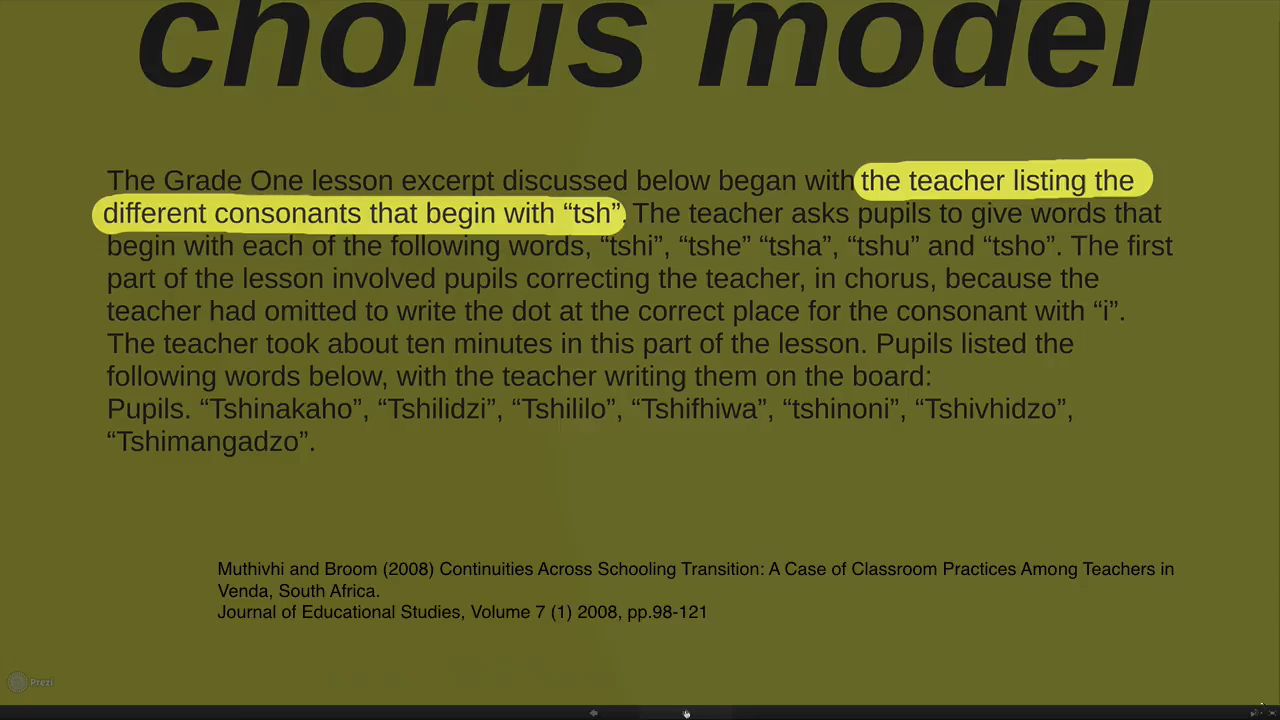 chorus model
The Grade One lesson excerpt discussed below began with the teacher listing the
different consonants that begin with “tsh”. The teacher asks pupils to give words that
begin with each of the following words, “tshi”, “tshe” “tsha”, “tshu” and “tsho”. The first
part of the lesson involved pupils correcting the teacher, in chorus, because the
teacher had omitted to write the dot at the correct place for the consonant with “i”.
The teacher took about ten minutes in this part of the lesson. Pupils listed the
following words below, with the teacher writing them on the board:
Pupils. “Tshinakaho”, “Tshilidzi”, “Tshililo”, “Tshifhiwa”, “tshinoni”, “Tshivhidzo”,
“Tshimangadzo”.
Muthivhi and Broom (2008) Continuities Across Schooling Transition: A Case of Classroom Practices Among Teachers in
Venda, South Africa.
Journal of Educational Studies, Volume 7 (1) 2008, pp.98-121
Prezi